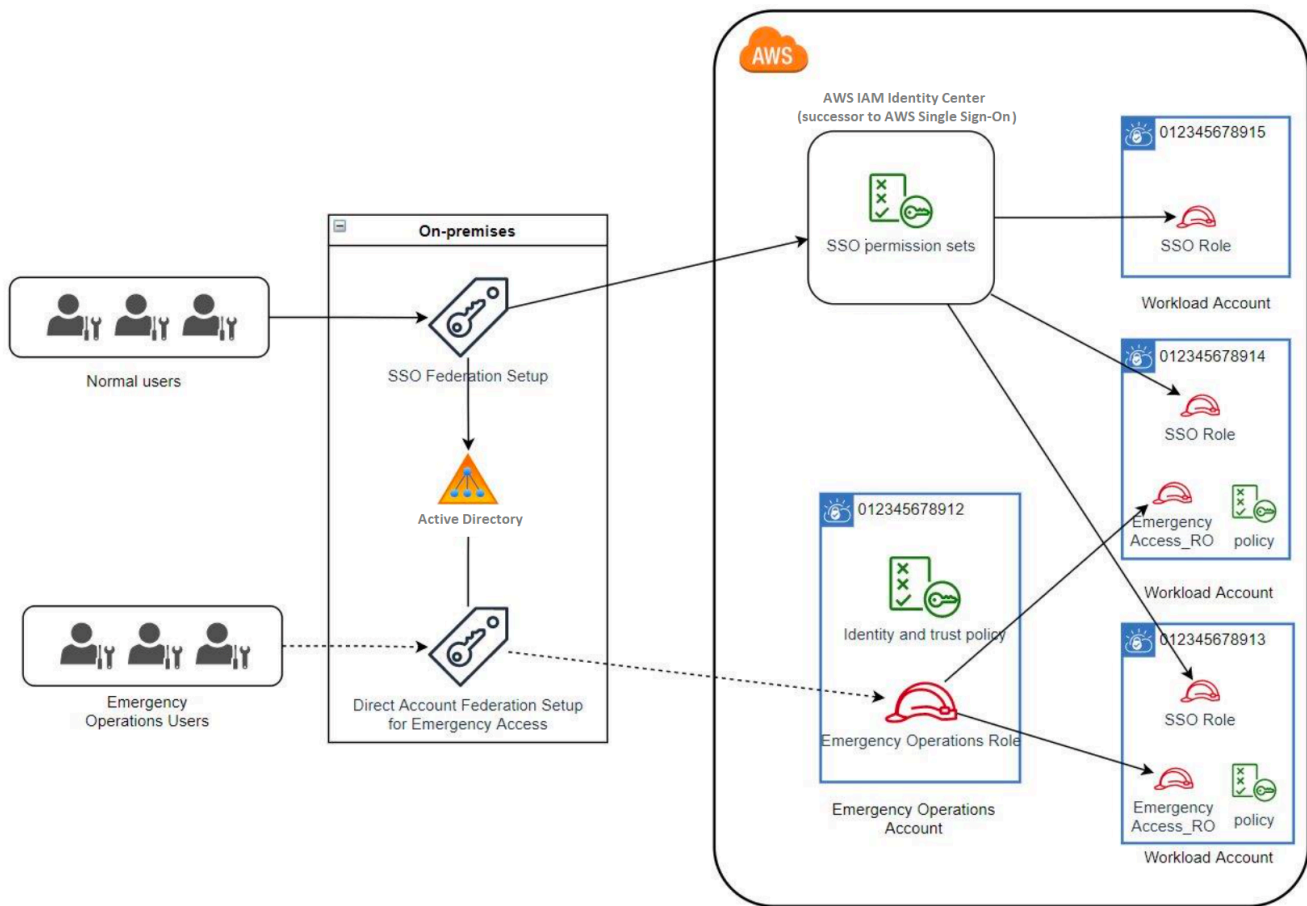 AWS
AWS IAM Identity Center
(successor to AWS Single Sign-On)
SSO permission sets
012345678915
SSO Role
Workload Account
On-premises
SSO Federation Setup
Normal users
Active Directory
012345678914
SSO Role
Emergency
Access_RO
policy
Workload Account
012345678912
Identity and trust policy
Emergency Operations Role
Emergency Operations
Account
Emergency
Operations Users
Direct Account Federation Setup
for Emergency Access
012345678913
SSO Role
Emergency
Access_RO
policy
Workload Account